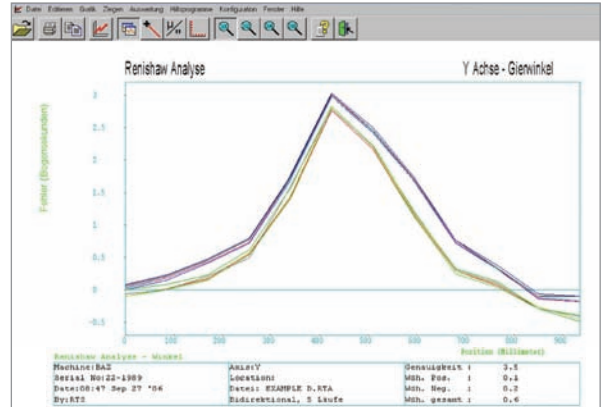 Datei Editieren Grafik Zeigen Auswertung Hilfsprogramme Konfiguration Fenster Hilfe
Renishaw Analyse
Y Achse - Gierwinkel
Fehler (Bogensekunden)
3
2.5
2
1.5
1
0.5
0
-0.5
0 100 200 300 400 500 600 700 800 900
Position (Millimeter)
Renishaw Analyse - Winkel
Machine:BAZ Axis:Y Genauigkeit : 3.5
Serial No:22-1989 Location: Wdh. Pos. : 0.1
Date:08:47 Sep 27 '06 Datei: EXAMPLE D.RTA Wdh. Neg. : 0.2
By:RTS Bidirektional, 5 Läufe Wdh. gesamt : 0.6